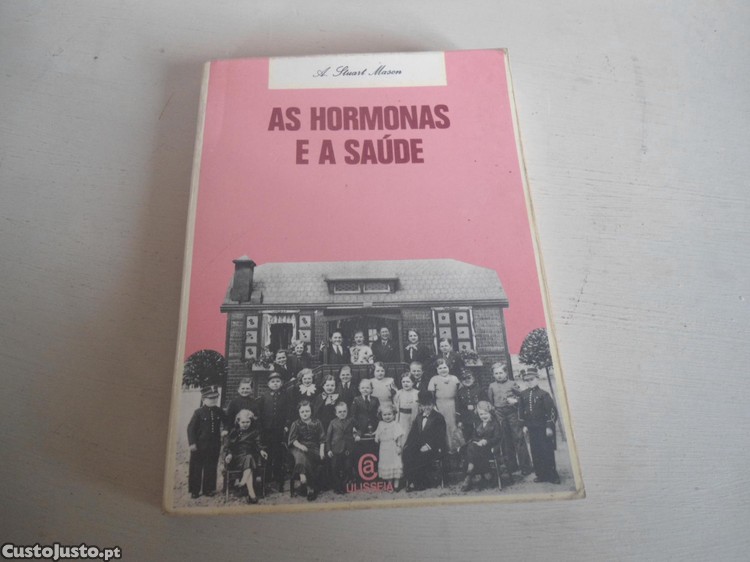 A. Stuart Mason
AS HORMONAS
E A SAÚDE
ULISSEIA
CustoJusto.pt